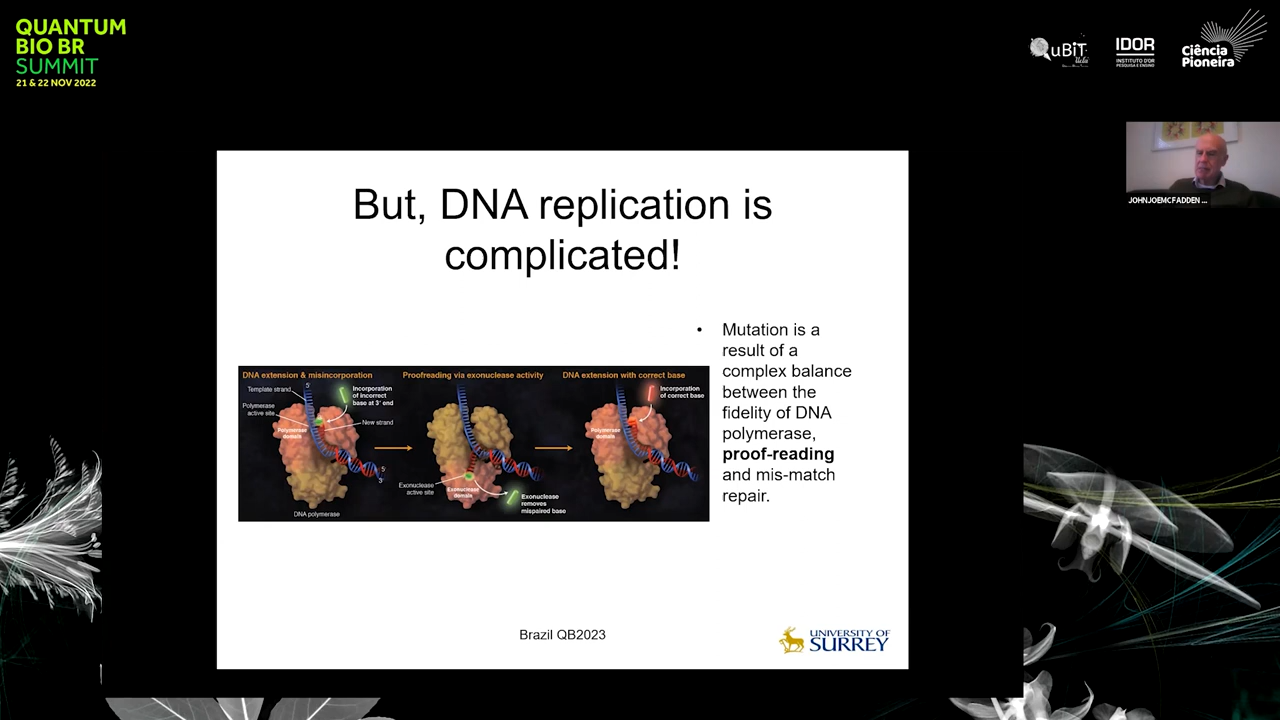 QUANTUM
BIO BR
SUMMIT
21 & 22 NOV 2022
QuBiT
IDOR
INSTITUTO D'OR
PESQUISA E ENSINO
Ciência
Pioneira
JOHNJOEMCFADDEN ...
But, DNA replication is
complicated!
DNA extension & misincorporation
Template strand
5'
Incorporation
of incorrect
base at 3' end
Polymerase
active site
Polymerase
domain
New strand
5'
3'
DNA polymerase
Proofreading via exonuclease activity
Exonuclease
active site
Exonuclease
domain
Exonuclease
removes
mispaired base
DNA extension with correct base
Incorporation
of correct base
Polymerase
domain
• Mutation is a
result of a
complex balance
between the
fidelity of DNA
polymerase,
proof-reading
and mis-match
repair.
Brazil QB2023
UNIVERSITY OF
SURREY